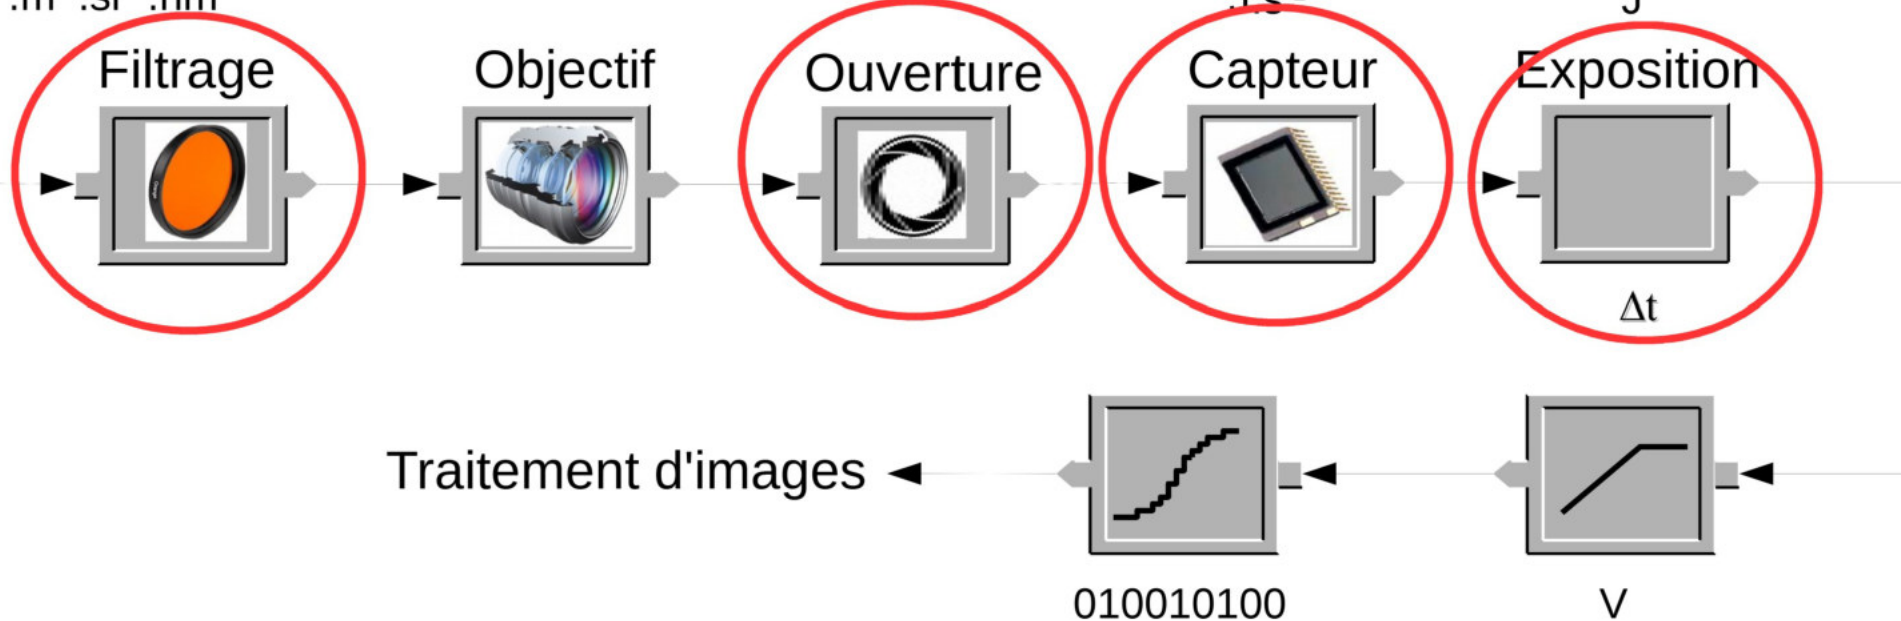 Filtrage
Objectif
Ouverture
Capteur
Exposition
Δt
Traitement d'images
010010100
V